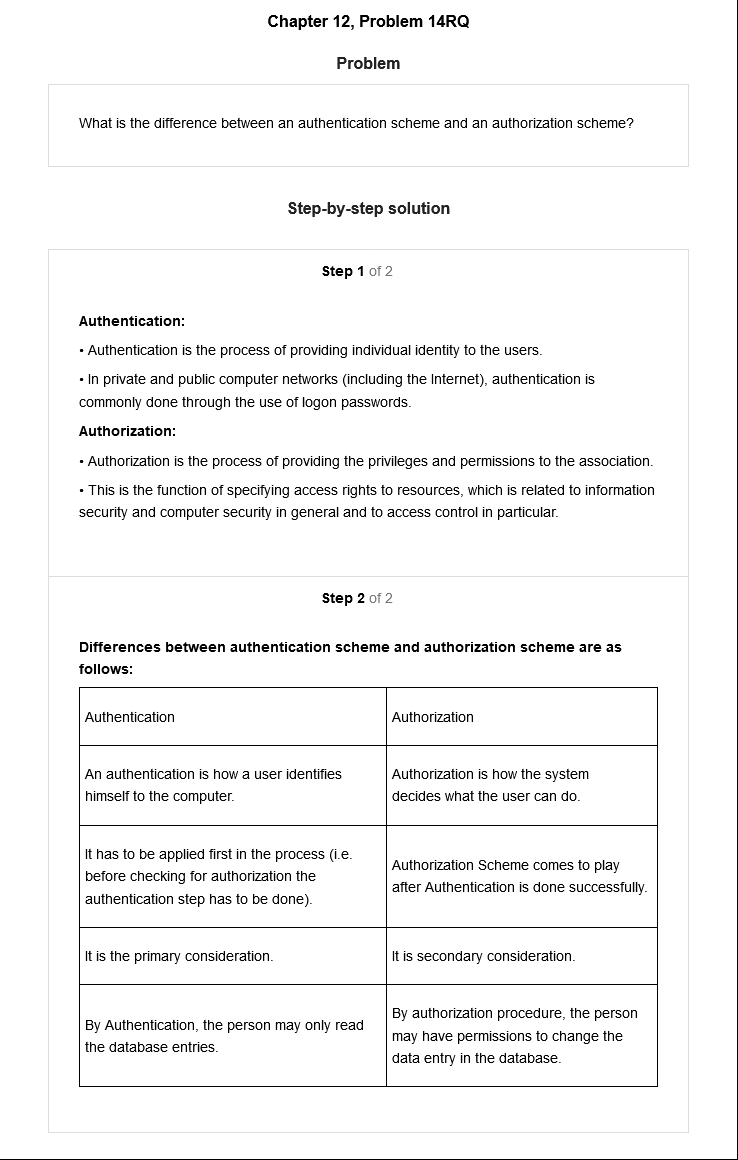 Chapter 12, Problem 14RQ
Problem
What is the difference between an authentication scheme and an authorization scheme?
Step-by-step solution
Step 1 of 2
Authentication:
• Authentication is the process of providing individual identity to the users.
• In private and public computer networks (including the Internet), authentication is
commonly done through the use of logon passwords.
Authorization:
• Authorization is the process of providing the privileges and permissions to the association.
• This is the function of specifying access rights to resources, which is related to information
security and computer security in general and to access control in particular.
Step 2 of 2
Differences between authentication scheme and authorization scheme are as
follows:
Authentication
Authorization
An authentication is how a user identifies
himself to the computer.
Authorization is how the system
decides what the user can do.
It has to be applied first in the process (i.e.
before checking for authorization the
authentication step has to be done).
Authorization Scheme comes to play
after Authentication is done successfully.
It is the primary consideration.
It is secondary consideration.
By Authentication, the person may only read
the database entries.
By authorization procedure, the person
may have permissions to change the
data entry in the database.